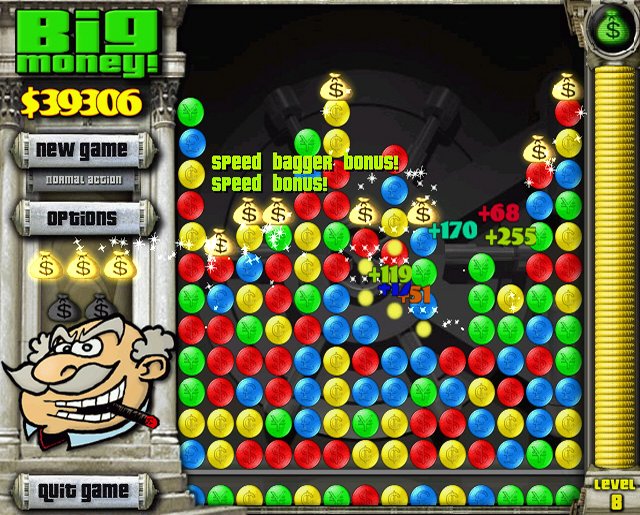 Big
money!
$39306
new game
normal action
options
speed bagger bonus!
speed bonus!
+68
+170
+255
+119
+51
quit game
LEVEL
8